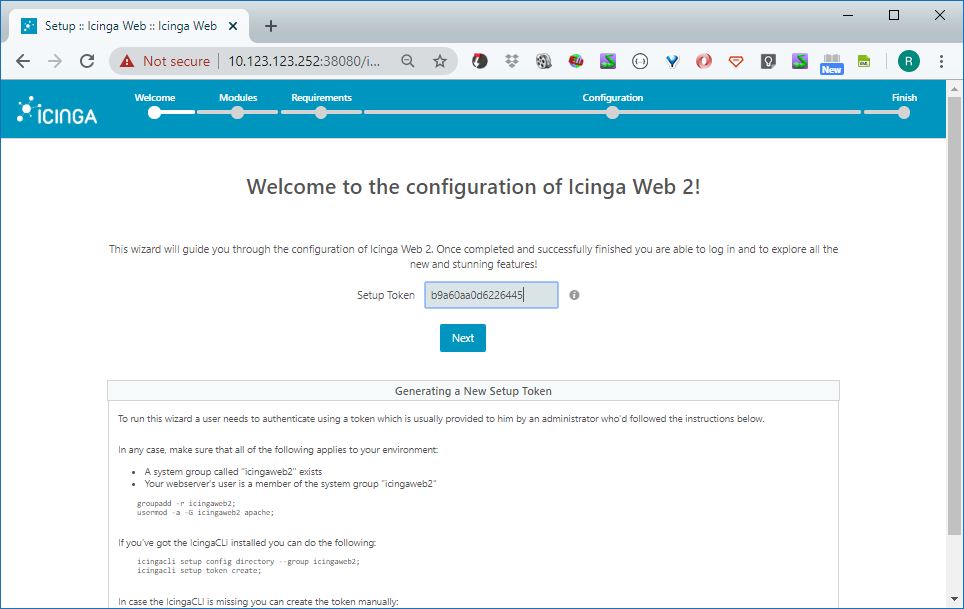 Setup :: Icinga Web :: Icinga Web
Not secure
10.123.123.252:38080/i...
New
R
Welcome
Modules
Requirements
Configuration
Finish
ICINGA
Welcome to the configuration of Icinga Web 2!
This wizard will guide you through the configuration of Icinga Web 2. Once completed and successfully finished you are able to log in and to explore all the
new and stunning features!
Setup Token
b9a60aa0d6226445
Next
Generating a New Setup Token
To run this wizard a user needs to authenticate using a token which is usually provided to him by an administrator who'd followed the instructions below.
In any case, make sure that all of the following applies to your environment:
• A system group called "icingaweb2" exists
• Your webserver's user is a member of the system group "icingaweb2"
groupadd -r icingaweb2;
usermod -a -G icingaweb2 apache;
If you've got the IcingaCLI installed you can do the following:
icingacli setup config directory --group icingaweb2;
icingacli setup token create;
In case the IcingaCLI is missing you can create the token manually: